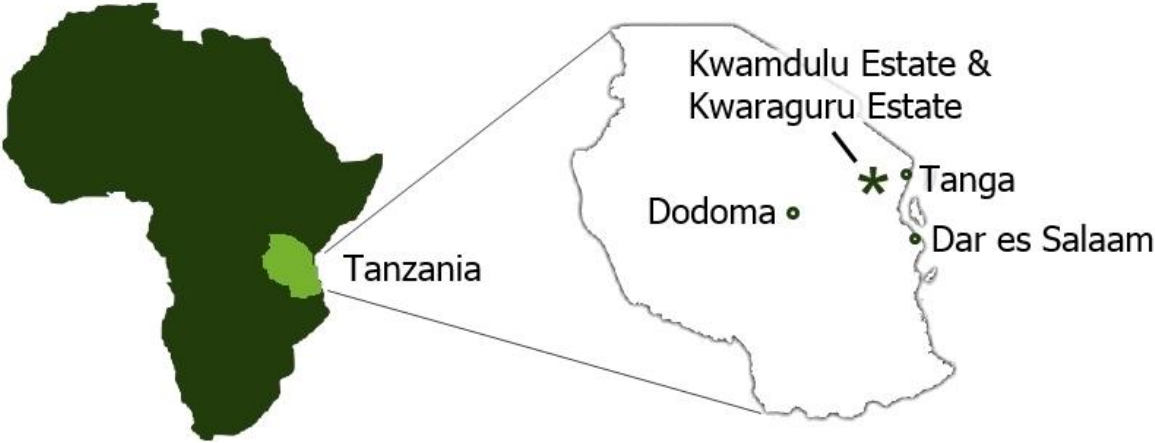 Kwamdulu Estate &
Kwaraguru Estate
*
Tanga
Dodoma
Dar es Salaam
Tanzania